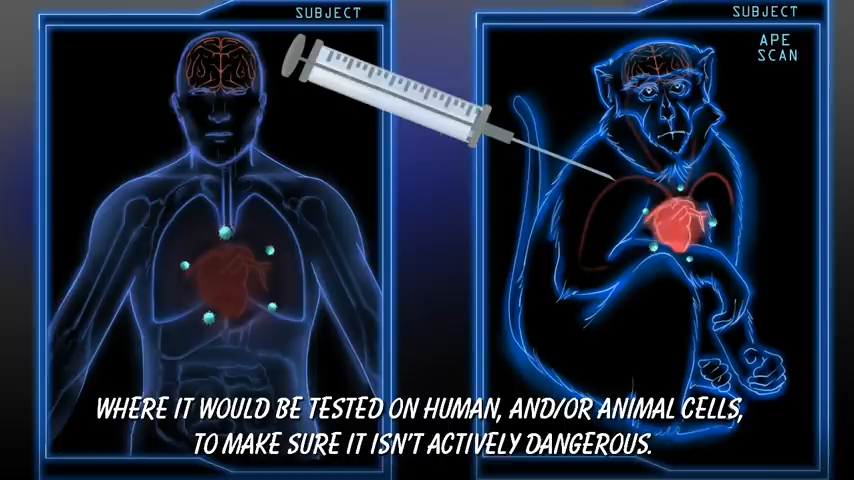 SUBJECT
SUBJECT
APE
SCAN
WHERE IT WOULD BE TESTED ON HUMAN, AND/OR ANIMAL CELLS,
TO MAKE SURE IT ISN'T ACTIVELY DANGEROUS.